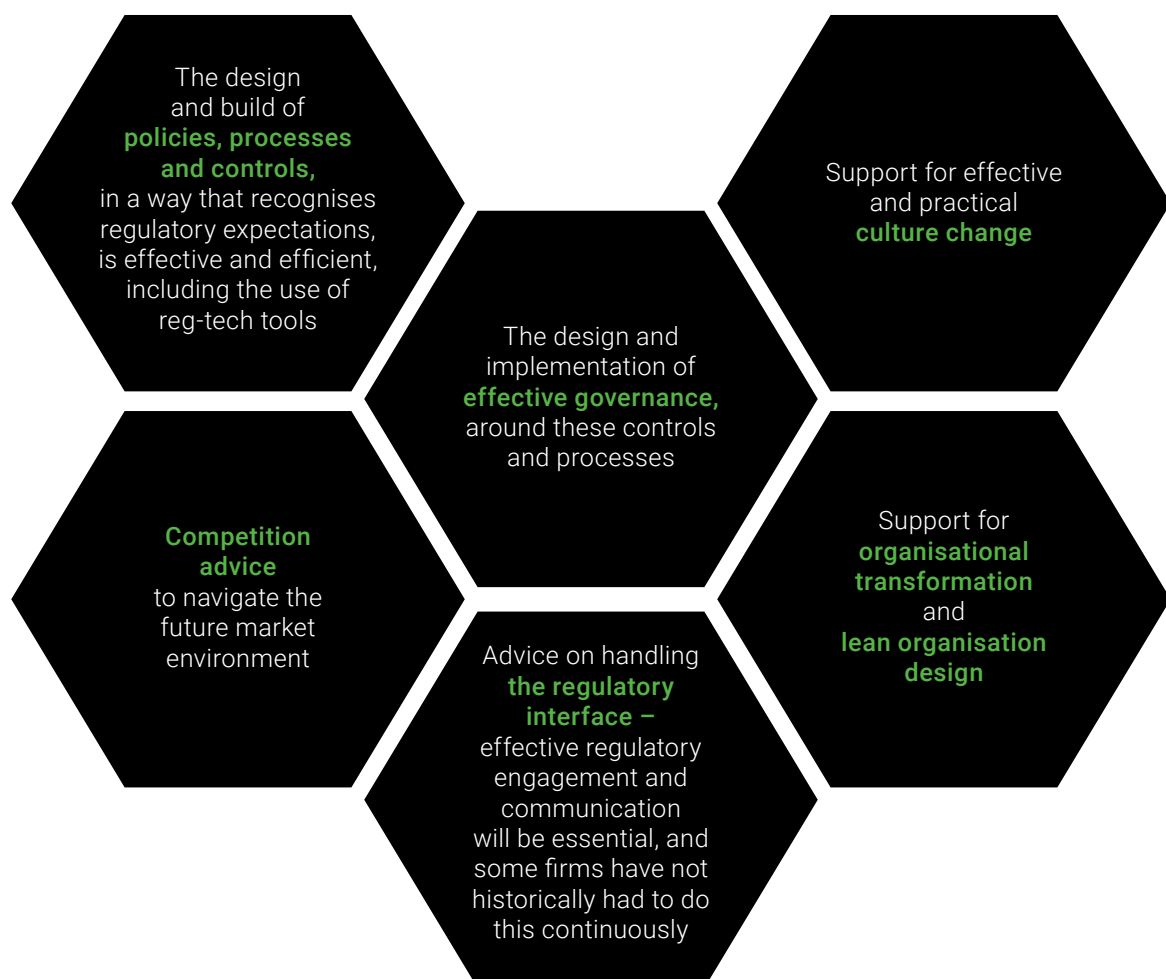 The design
and build of
policies, processes
and controls,
in a way that recognises
regulatory expectations,
is effective and efficient,
including the use of
reg-tech tools
Support for effective
and practical
culture change
The design and
implementation of
effective governance,
around these controls
and processes
Competition
advice
to navigate the
future market
environment
Support for
organisational
transformation
and
lean organisation
design
Advice on handling
the regulatory
interface –
effective regulatory
engagement and
communication
will be essential, and
some firms have not
historically had to do
this continuously